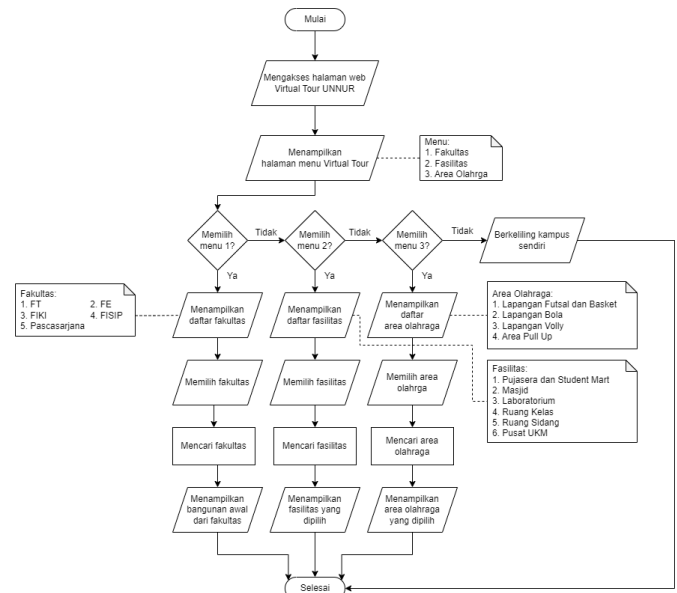 Mulai
Mengakses halaman web
Virtual Tour UNNUR
Menampilkan
halaman menu Virtual Tour
Menu:
1. Fakultas
2. Fasilitas
3. Area Olahrga
Memilih
menu 1?
Tidak
Memilih
menu 2?
Tidak
Memilih
menu 3?
Tidak
Berkeliling kampus
sendiri
Ya
Ya
Ya
Fakultas:
1. FT 2. FE
3. FIKI 4. FISIP
5. Pascasarjana
Menampilkan
daftar fakultas
Menampilkan
daftar fasilitas
Menampilkan
daftar
area olahraga
Area Olahraga:
1. Lapangan Futsal dan Basket
2. Lapangan Bola
3. Lapangan Volly
4. Area Pull Up
Memilih fakultas
Memilih fasilitas
Memilih area
olahrga
Fasilitas:
1. Pujasera dan Student Mart
2. Masjid
3. Laboratorium
4. Ruang Kelas
5. Ruang Sidang
6. Pusat UKM
Mencari fakultas
Mencari fasilitas
Mencari area
olahraga
Menampilkan
bangunan awal
dari fakultas
Menampilkan
fasilitas yang
dipilih
Menampilkan
area olahraga
yang dipilih
Selesai